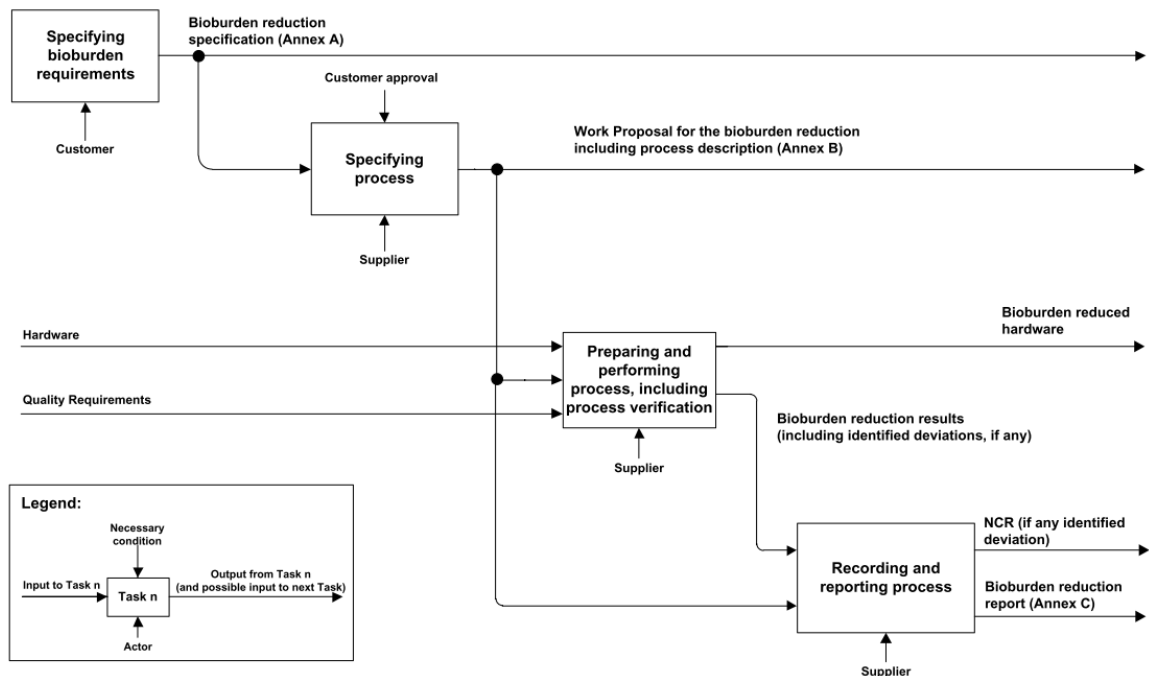 Specifying
bioburden
requirements
Bioburden reduction
specification (Annex A)
Customer
Customer approval
Specifying
process
Supplier
Work Proposal for the bioburden reduction
including process description (Annex B)
Hardware
Quality Requirements
Preparing and
performing
process, including
process verification
Supplier
Bioburden reduced
hardware
Bioburden reduction results
(including identified deviations, if any)
Recording and
reporting process
Supplier
NCR (if any identified
deviation)
Bioburden reduction
report (Annex C)
Legend:
Necessary
condition
Input to Task n
Task n
Output from Task n
(and possible input to next Task)
Actor